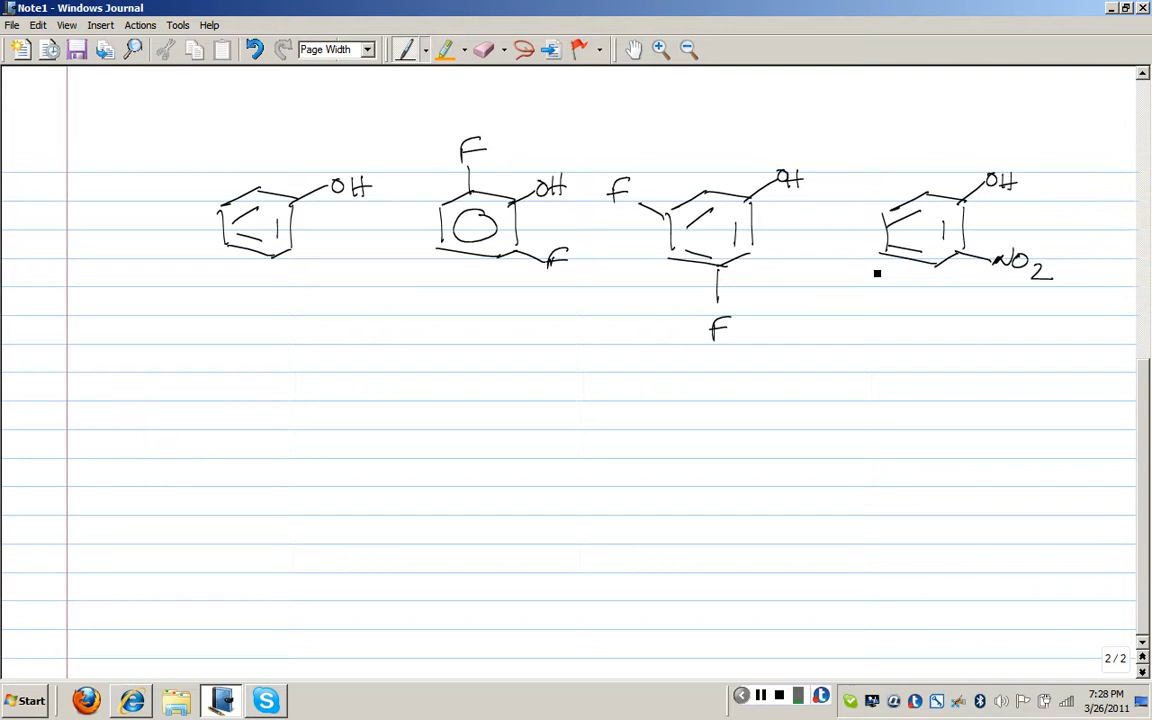 Note1 - Windows Journal
File Edit View Insert Actions Tools Help
Page Width
F
OH OH F OH OH
F NO2
F
2 / 2
Start
7:28 PM
3/26/2011